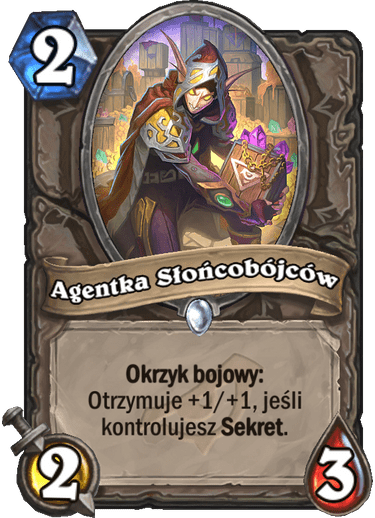 2
Agentka Słońcobójców
Okrzyk bojowy:
Otrzymuje +1/+1, jeśli
kontrolujesz Sekret.
2
3